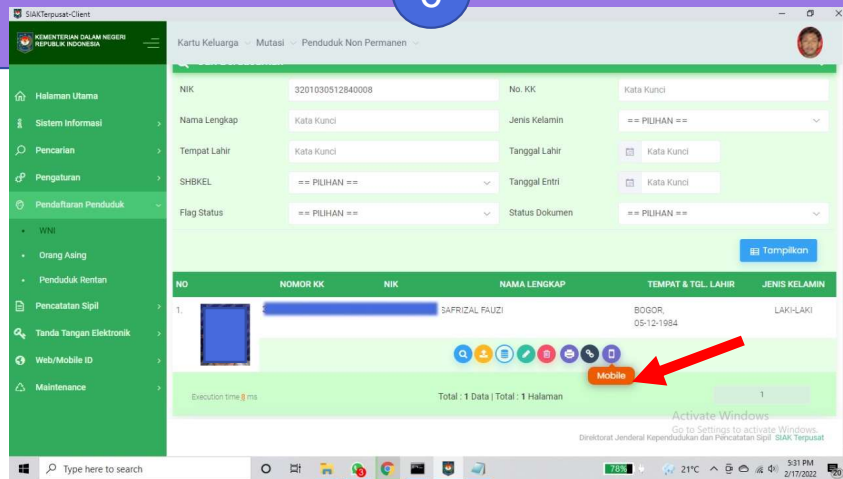 SIAKTerpusat-Client
KEMENTERIAN DALAM NEGERI
REPUBLIK INDONESIA
Kartu Keluarga Mutasi Penduduk Non Permanen
Halaman Utama
Sistem Informasi
Pencarian
Pengaturan
Pendaftaran Penduduk
WNI
Orang Asing
Penduduk Rentan
Pencatatan Sipil
Tanda Tangan Elektronik
Web/Mobile ID
Maintenance
NIK 3201030512840008 No. KK Kata Kunci
Nama Lengkap Kata Kunci Jenis Kelamin == PILIHAN ==
Tempat Lahir Kata Kunci Tanggal Lahir Kata Kunci
SHBKEL == PILIHAN == Tanggal Entri Kata Kunci
Flag Status == PILIHAN == Status Dokumen == PILIHAN ==
Tampilkan
NO NOMOR KK NIK NAMA LENGKAP TEMPAT & TGL. LAHIR JENIS KELAMIN
1. SAFRIZAL FAUZI BOGOR, LAKI-LAKI
05-12-1984
Mobile
Execution time 0 ms Total : 1 Data | Total : 1 Halaman 1
Activate Windows
Go to Settings to activate Windows.
Direktorat Jenderal Kependudukan dan Pencatatan Sipil SIAK Terpusat
Type here to search 78% 21°C 5:31 PM
2/17/2022 20